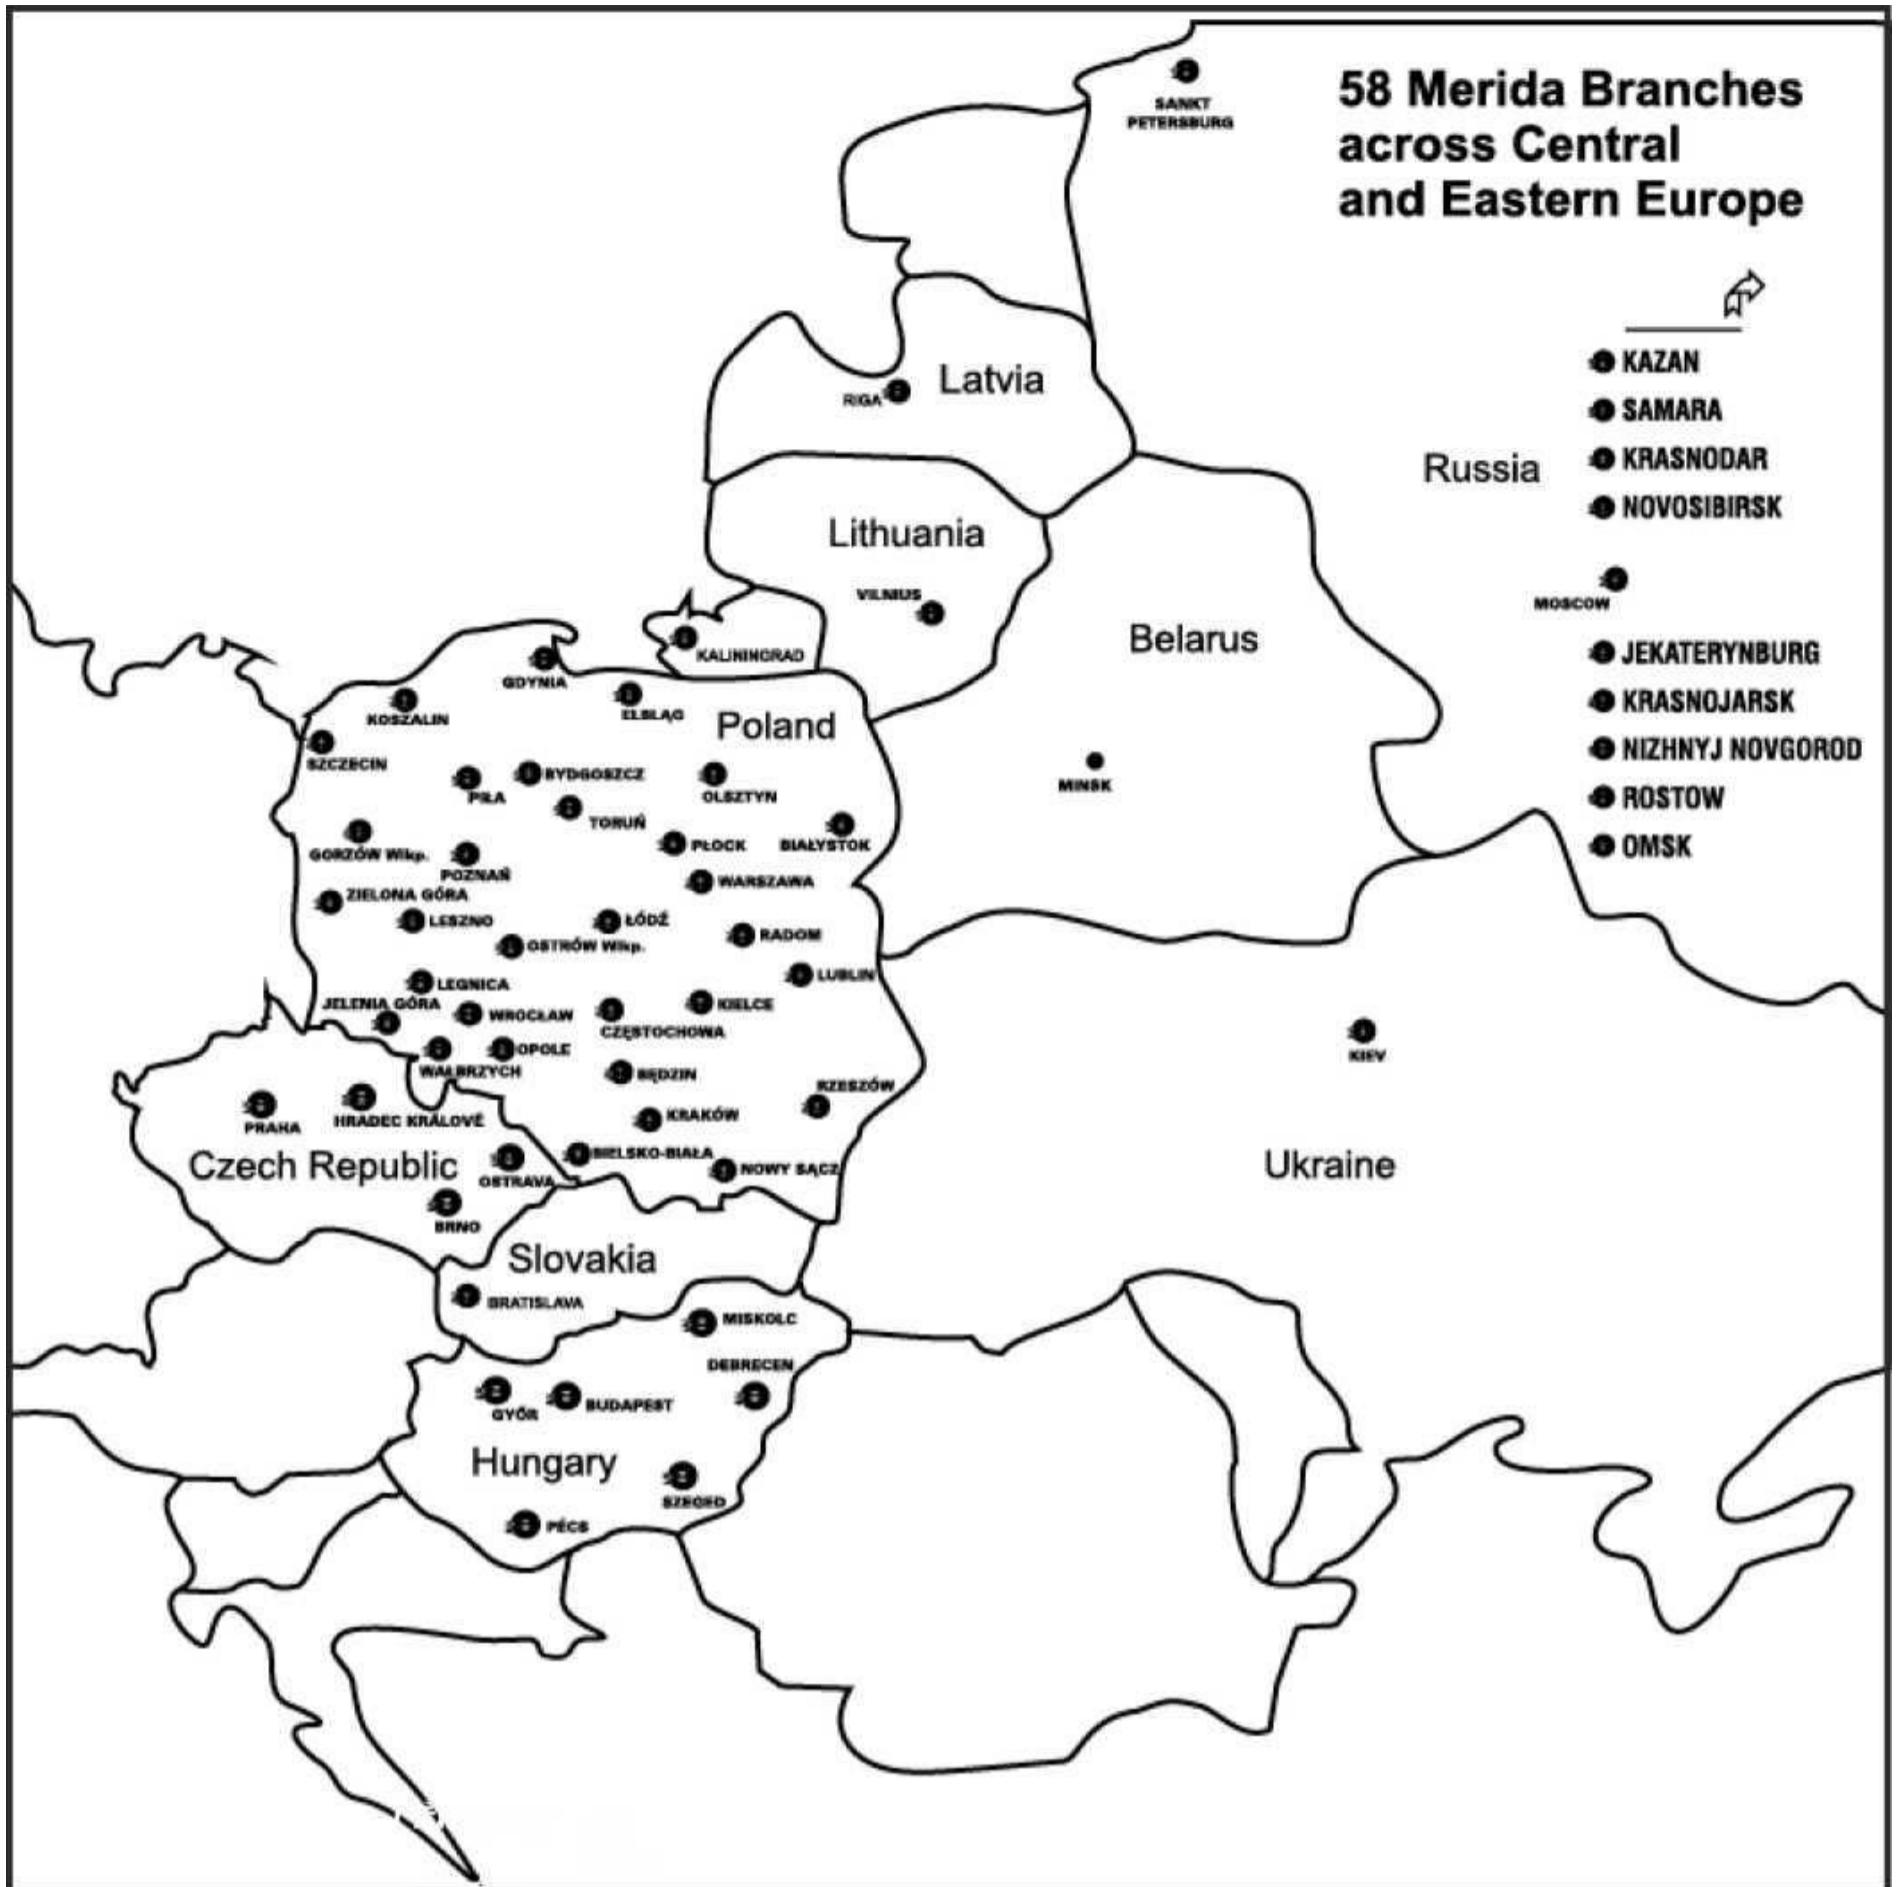 58 Merida Branches
across Central
and Eastern Europe
SANKT
PETERSBURG
KAZAN
SAMARA
KRASNODAR
NOVOSIBIRSK
Russia
MOSCOW
JEKATERYNBURG
KRASNOJARSK
NIZHNYJ NOVGOROD
ROSTOW
OMSK
Latvia
RIGA
Lithuania
VILNIUS
KALININGRAD
Belarus
MINSK
GDYNIA
ELBLĄG
KOSZALIN
Poland
SZCZECIN
PIŁA
BYDGOSZCZ
OLSZTYN
TORUŃ
GORZÓW Wlkp.
POZNAŃ
PŁOCK
BIAŁYSTOK
WARSZAWA
ZIELONA GÓRA
LESZNO
ŁÓDŹ
OSTRÓW Wlkp.
RADOM
LUBLIN
LEGNICA
JELENIA GÓRA
WROCŁAW
CZĘSTOCHOWA
KIELCE
WAŁBRZYCH
OPOLE
BĘDZIN
RZESZÓW
KRAKÓW
BIELSKO-BIAŁA
NOWY SĄCZ
KIEV
Ukraine
PRAHA
HRADEC KRÁLOVÉ
Czech Republic
OSTRAVA
BRNO
Slovakia
BRATISLAVA
MISKOLC
DEBRECEN
GYŐR
BUDAPEST
Hungary
SZEGED
PÉCS